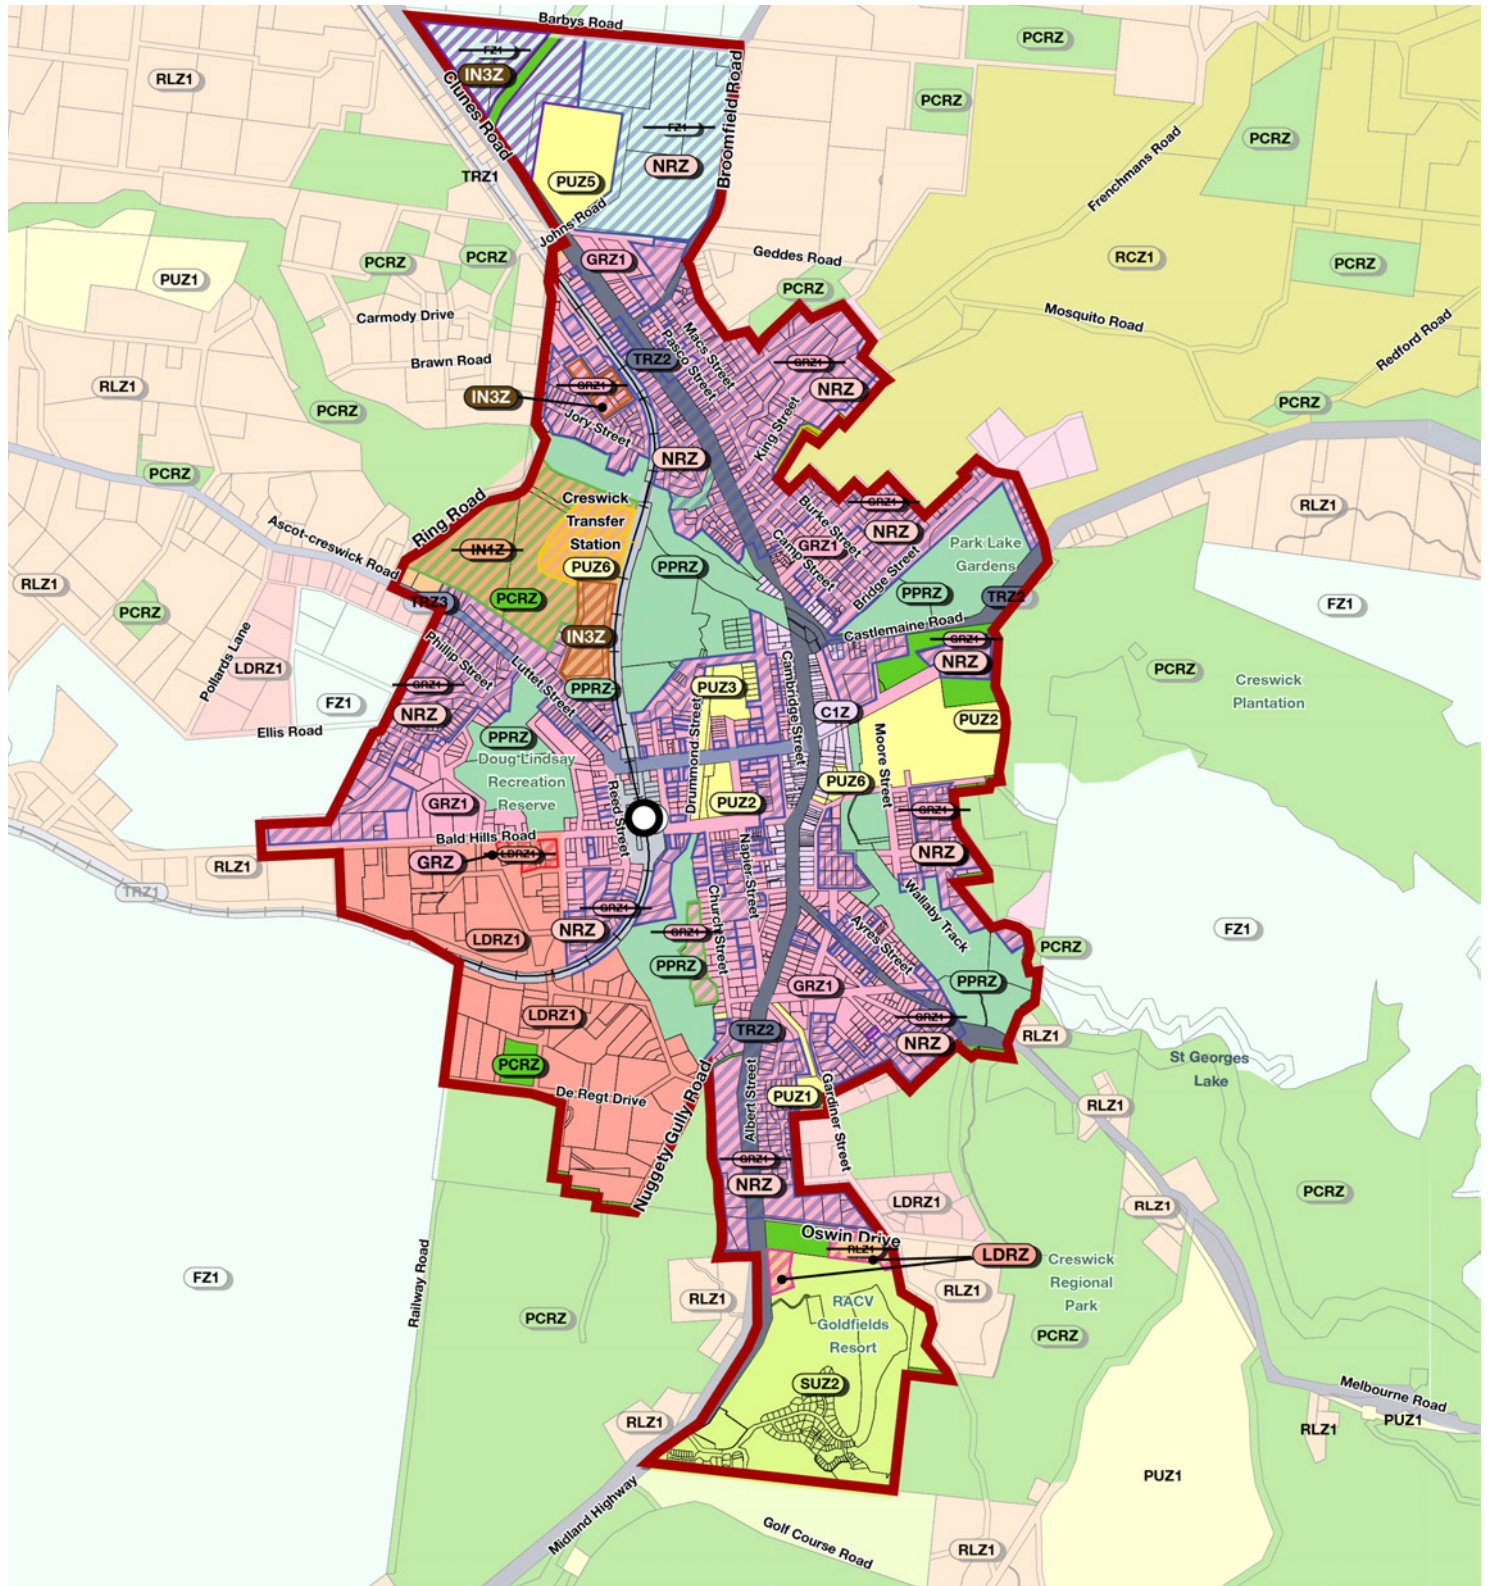 Barbys Road
PCRZ
FZ1
IN3Z
RLZ1
Clunes Road
Broomfield Road
PCRZ
FZ1
PCRZ
NRZ
Frenchmans Road
TRZ1
PUZ5
Johns Road
Geddes Road
GRZ1
PCRZ
PCRZ
RCZ1
PCRZ
PUZ1
PCRZ
Carmody Drive
Mosquito Road
Redford Road
Macs Street
Pasco Street
TRZ2
Brawn Road
GRZ1
RLZ1
GRZ1
NRZ
IN3Z
PCRZ
PCRZ
Jory Street
King Street
NRZ
PCRZ
Creswick
Transfer
Station
PUZ6
Ring Road
GRZ1
NRZ
RLZ1
Burke Street
Camp Street
GRZ1
Bridge Street
Park Lake
Gardens
Ascot-creswick Road
IN1Z
PPRZ
RLZ1
PPRZ
TRZ2
FZ1
PCRZ
TRZ3
PCRZ
IN3Z
Castlemaine Road
GRZ1
NRZ
Pollards Lane
LDRZ1
Phillip Street
Luttet Street
PCRZ
Creswick
Plantation
GRZ1
NRZ
PPRZ
PUZ3
Cambridge Street
FZ1
C1Z
PUZ2
Ellis Road
PPRZ
Doug Lindsay
Recreation
Reserve
Drummond Street
Moore Street
Reed Street
PUZ6
GRZ1
PUZ2
GRZ1
Bald Hills Road
RLZ1
GRZ
LDRZ1
Napier Street
NRZ
TRZ1
Church Street
Wallaby Track
GRZ1
NRZ
GRZ1
Ayres Street
FZ1
LDRZ1
PCRZ
PPRZ
PPRZ
GRZ1
LDRZ1
GRZ1
TRZ2
NRZ
RLZ1
PCRZ
St Georges
Lake
De Regt Drive
Nuggety Gully Road
Albert Street
PUZ1
Gardiner Street
RLZ1
GRZ1
NRZ
LDRZ1
PCRZ
RLZ1
Oswin Drive
RLZ1
LDRZ
Creswick
Regional
Park
Railway Road
FZ1
RLZ1
RLZ1
RACV
Goldfields
Resort
PCRZ
PCRZ
SUZ2
Melbourne Road
PUZ1
RLZ1
RLZ1
PUZ1
Midland Highway
Golf Course Road
RLZ1